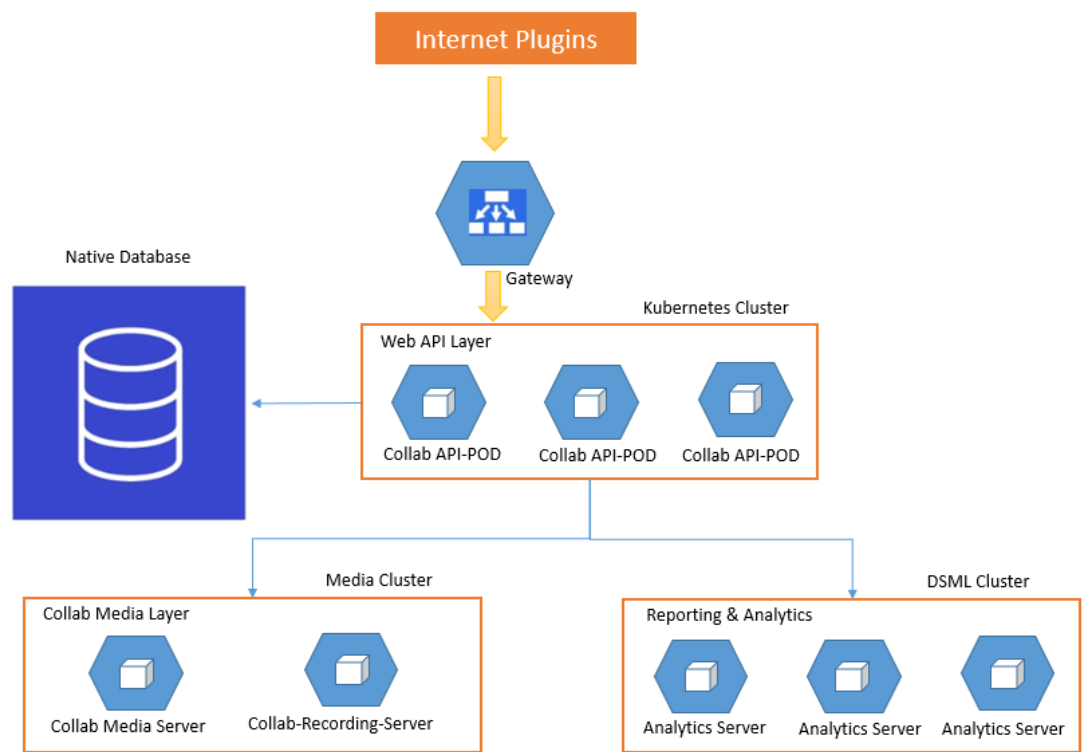 Internet Plugins
Gateway
Native Database
Kubernetes Cluster
Web API Layer
Collab API-POD
Collab API-POD
Collab API-POD
Media Cluster
Collab Media Layer
Collab Media Server
Collab-Recording-Server
DSML Cluster
Reporting & Analytics
Analytics Server
Analytics Server
Analytics Server